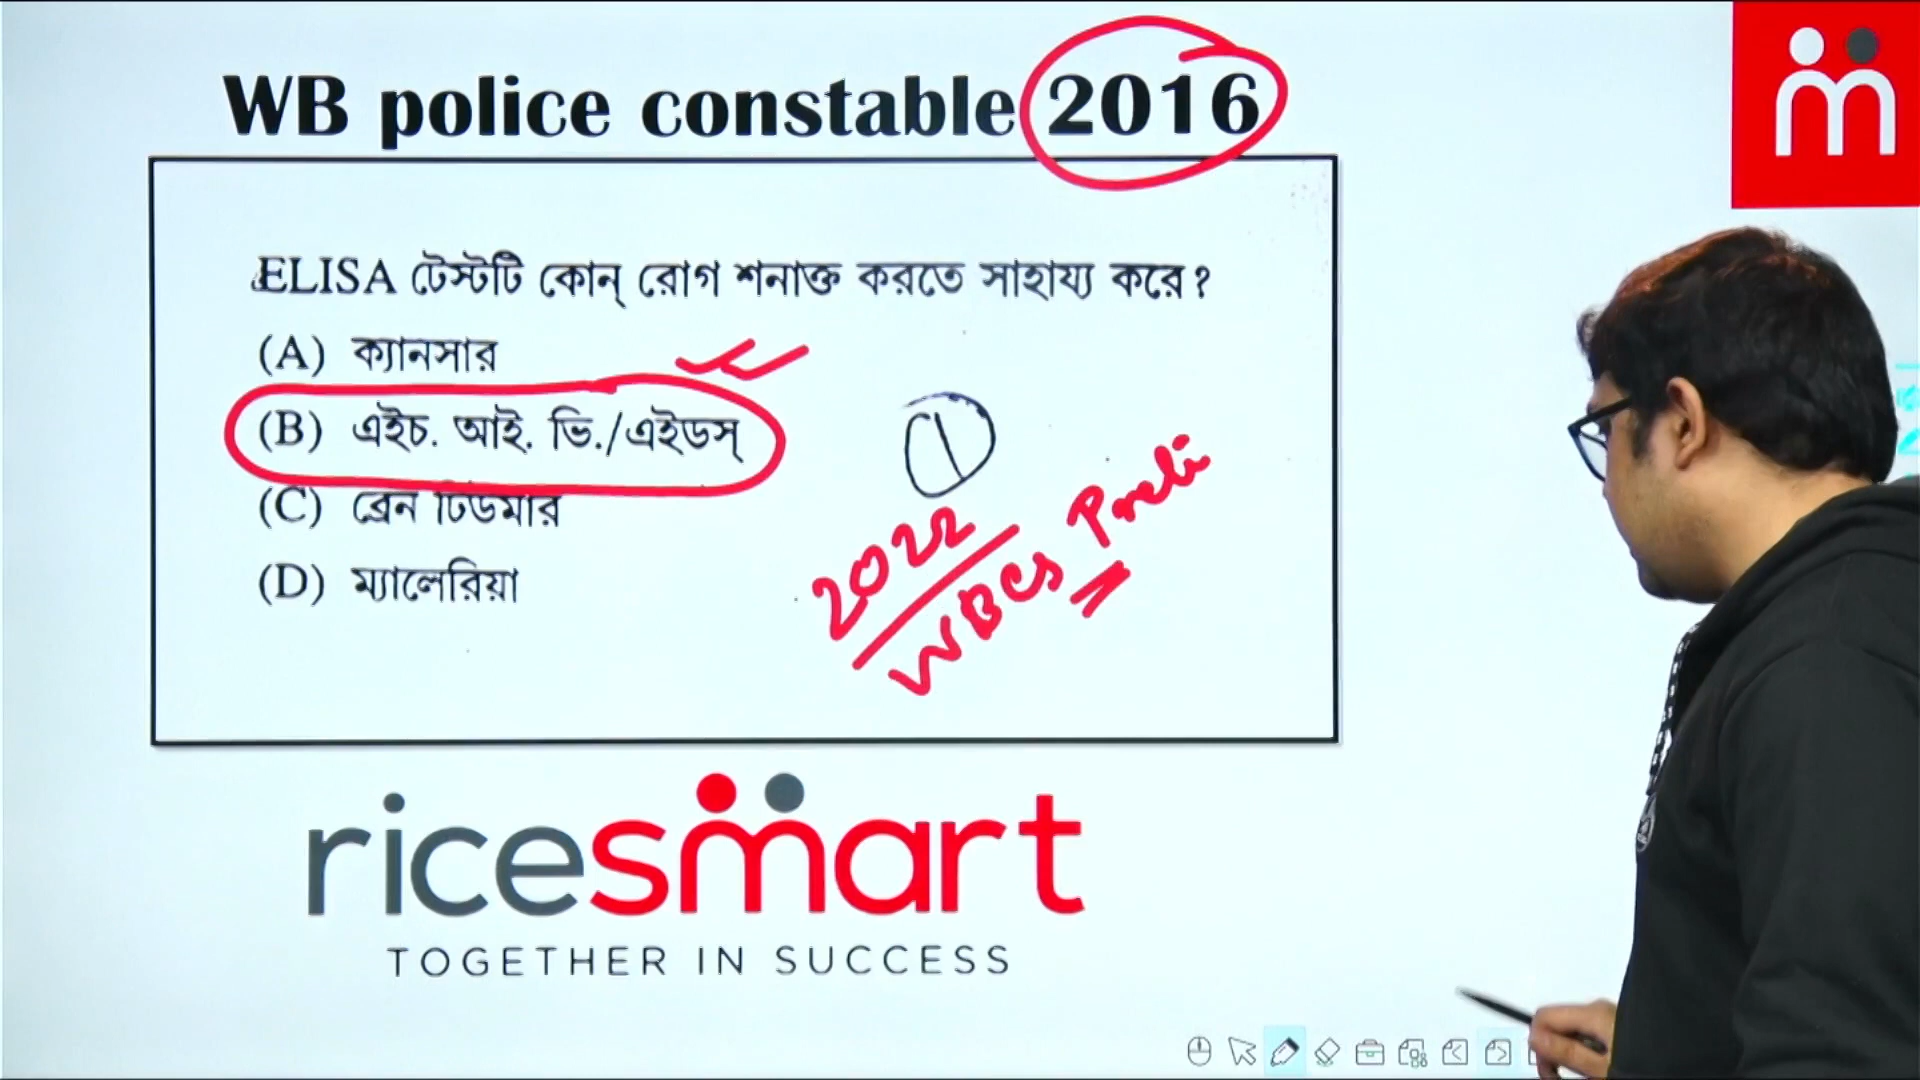 WB police constable 2016
ELISA টেস্টটি কোন্ রোগ শনাক্ত করতে সাহায্য করে?
(A) ক্যানসার
(B) এইচ. আই. ভি./এইডস্
(C) ব্রেন টিউমার
(D) ম্যালেরিয়া
1
2022
WBCS Preli
ricesmart
TOGETHER IN SUCCESS